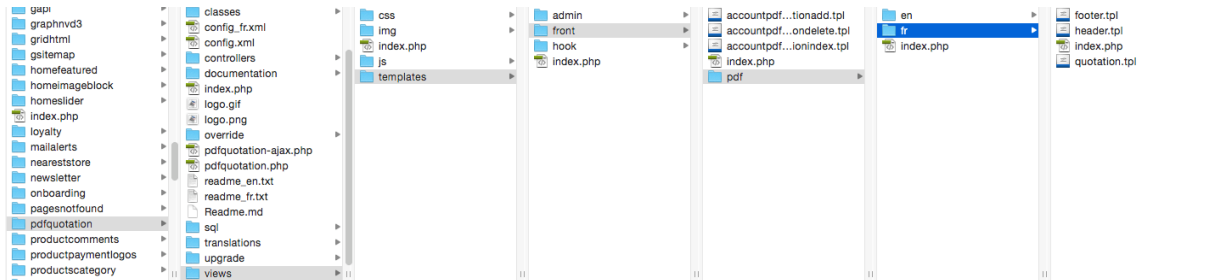 gapi
graphnvd3
gridhtml
gsitemap
homefeatured
homeimageblock
homeslider
index.php
loyalty
mailalerts
neareststore
newsletter
onboarding
pagesnotfound
pdfquotation
productcomments
productpaymentlogos
productscategory
classes
config_fr.xml
config.xml
controllers
documentation
index.php
logo.gif
logo.png
override
pdfquotation-ajax.php
pdfquotation.php
readme_en.txt
readme_fr.txt
Readme.md
sql
translations
upgrade
views
css
img
index.php
js
templates
admin
front
hook
index.php
accountpdf...tionadd.tpl
accountpdf...ondelete.tpl
accountpdf...ionindex.tpl
index.php
pdf
en
fr
index.php
footer.tpl
header.tpl
index.php
quotation.tpl